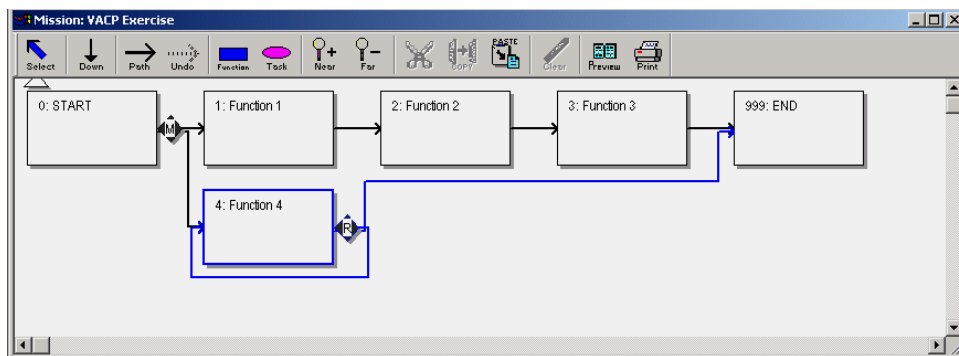 Mission: VACP Exercise
Select Down Path Undo Function Task Near Far COPY PASTE Clear Preview Print
0: START 1: Function 1 2: Function 2 3: Function 3 999: END
M
4: Function 4
R